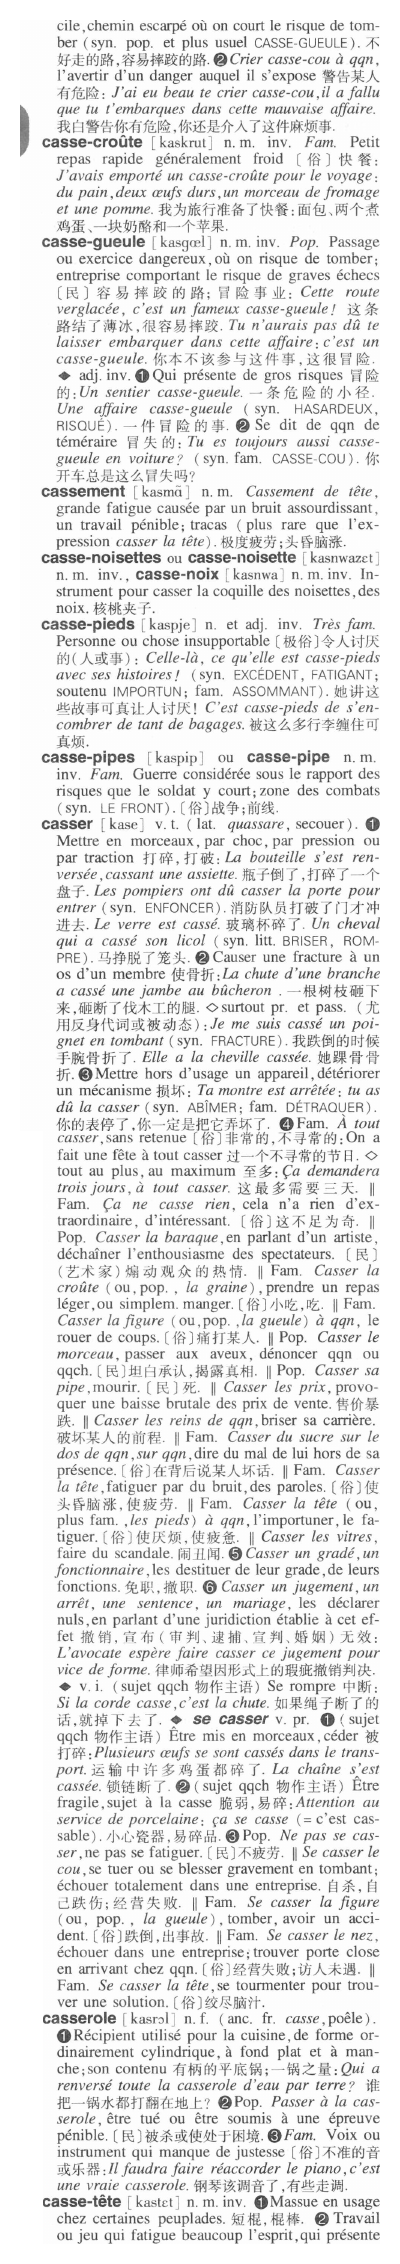 cile,chemin escarpé où on court le risque de tom-
ber (syn. pop. et plus usuel CASSE-GUEULE). 不
好走的路,容易摔跤的路. ❷ Crier casse-cou à qqn,
l'avertir d'un danger auquel il s'expose 警告某人
有危险: J'ai eu beau te crier casse-cou,il a fallu
que tu t'embarques dans cette mauvaise affaire.
我白警告你有危险,你还是介入了这件麻烦事.
casse-croûte [kaskrut] n. m. inv. Fam. Petit
repas rapide généralement froid [俗] 快餐:
J'avais emporté un casse-croûte pour le voyage:
du pain,deux œufs durs,un morceau de fromage
et une pomme. 我为旅行准备了快餐:面包、两个煮
鸡蛋、一块奶酪和一个苹果.
casse-gueule [kasgœl] n. m. inv. Pop. Passage
ou exercice dangereux,où on risque de tomber;
entreprise comportant le risque de graves échecs
[民] 容易摔跤的路; 冒险事业: Cette route
verglacée, c'est un fameux casse-gueule! 这条
路结了薄冰,很容易摔跤. Tu n'aurais pas dû te
laisser embarquer dans cette affaire: c'est un
casse-gueule. 你本不该参与这件事,这很冒险.
◆ adj. inv. ❶ Qui présente de gros risques 冒险
的: Un sentier casse-gueule. 一条危险的小径.
Une affaire casse-gueule (syn. HASARDEUX,
RISQUÉ). 一件冒险的事. ❷ Se dit de qqn de
téméraire 冒失的: Tu es toujours aussi casse-
gueule en voiture? (syn. fam. CASSE-COU). 你
开车总是这么冒失吗?
cassement [kasmɑ̃] n. m. Cassement de tête,
grande fatigue causée par un bruit assourdissant,
un travail pénible; tracas (plus rare que l'ex-
pression casser la tête). 极度疲劳;头昏脑涨.
casse-noisettes ou casse-noisette [kasnwazɛt]
n. m. inv., casse-noix [kasnwa] n. m. inv. In-
strument pour casser la coquille des noisettes,des
noix. 核桃夹子.
casse-pieds [kaspje] n. et adj. inv. Très fam.
Personne ou chose insupportable [极俗]令人讨厌
的(人或事): Celle-là, ce qu'elle est casse-pieds
avec ses histoires! (syn. EXCÉDENT, FATIGANT;
soutenu IMPORTUN; fam. ASSOMMANT). 她讲这
些故事可真让人讨厌! C'est casse-pieds de s'en-
combrer de tant de bagages. 被这么多行李缠住可
真烦.
casse-pipes [kaspip] ou casse-pipe n. m.
inv. Fam. Guerre considérée sous le rapport des
risques que le soldat y court;zone des combats
(syn. LE FRONT). [俗]战争;前线.
casser [kase] v. t. (lat. quassare, secouer). ❶
Mettre en morceaux, par choc, par pression ou
par traction 打碎,打破: La bouteille s'est ren-
versée,cassant une assiette. 瓶子倒了,打碎了一个
盘子. Les pompiers ont dû casser la porte pour
entrer (syn. ENFONCER). 消防队员打破了门才冲
进去. Le verre est cassé. 玻璃杯碎了. Un cheval
qui a cassé son licol (syn. litt. BRISER, ROM-
PRE). 马挣脱了笼头. ❷ Causer une fracture à un
os d'un membre 使骨折: La chute d'une branche
a cassé une jambe au bûcheron. 一根树枝砸下
来,砸断了伐木工的腿. ◇ surtout pr. et pass. (尤
用反身代词或被动态): Je me suis cassé un poi-
gnet en tombant (syn. FRACTURE). 我跌倒的时候
手腕骨折了. Elle a la cheville cassée. 她踝骨骨
折. ❸ Mettre hors d'usage un appareil,détériorer
un mécanisme 损坏: Ta montre est arrêtée: tu as
dû la casser (syn. ABÎMER; fam. DÉTRAQUER).
你的表停了,你一定是把它弄坏了. ❹ Fam. À tout
casser,sans retenue [俗]非常的,不寻常的: On a
fait une fête à tout casser 过一个不寻常的节日. ◇
tout au plus,au maximum 至多: Ça demandera
trois jours, à tout casser. 这最多需要三天. ‖
Fam. Ça ne casse rien, cela n'a rien d'ex-
traordinaire, d'intéressant. [俗]这不足为奇. ‖
Pop. Casser la baraque,en parlant d'un artiste,
déchaîner l'enthousiasme des spectateurs. [民]
(艺术家)煽动观众的热情. ‖ Fam. Casser la
croûte (ou,pop., la graine),prendre un repas
léger,ou simplem. manger. [俗]小吃,吃. ‖ Fam.
Casser la figure (ou,pop.,la gueule) à qqn, le
rouer de coups. [俗]痛打某人. ‖ Pop. Casser le
morceau, passer aux aveux, dénoncer qqn ou
qqch. [民]坦白承认,揭露真相. ‖ Pop. Casser sa
pipe,mourir. [民]死. ‖ Casser les prix, provo-
quer une baisse brutale des prix de vente. 售价暴
跌. ‖ Casser les reins de qqn,briser sa carrière.
破坏某人的前程. ‖ Fam. Casser du sucre sur le
dos de qqn,sur qqn,dire du mal de lui hors de sa
présence. [俗]在背后说某人坏话. ‖ Fam. Casser
la tête,fatiguer par du bruit,des paroles. [俗]使
头昏脑涨,使疲劳. ‖ Fam. Casser la tête (ou,
plus fam. ,les pieds) à qqn,l'importuner, le fa-
tiguer. [俗]使厌烦,使疲惫. ‖ Casser les vitres,
faire du scandale. 闹丑闻. ❺ Casser un gradé,un
fonctionnaire,les destituer de leur grade,de leurs
fonctions. 免职,撤职. ❻ Casser un jugement,un
arrêt, une sentence, un mariage, les déclarer
nuls,en parlant d'une juridiction établie à cet ef-
fet 撤销,宣布(审判、逮捕、宣判、婚姻)无效:
L'avocate espère faire casser ce jugement pour
vice de forme. 律师希望因形式上的瑕疵撤销判决.
◆ v. i. (sujet qqch 物作主语) Se rompre 中断:
Si la corde casse,c'est la chute. 如果绳子断了的
话,就掉下去了. ◆ se casser v. pr. ❶ (sujet
qqch 物作主语) Être mis en morceaux,céder 被
打碎: Plusieurs œufs se sont cassés dans le trans-
port. 运输中许多鸡蛋都碎了. La chaîne s'est
cassée. 锁链断了. ❷ (sujet qqch 物作主语) Être
fragile,sujet à la casse 脆弱,易碎: Attention au
service de porcelaine: ça se casse (= c'est cas-
sable). 小心瓷器,易碎品. ❸ Pop. Ne pas se cas-
ser,ne pas se fatiguer. [民]不疲劳. ‖ Se casser le
cou,se tuer ou se blesser gravement en tombant;
échouer totalement dans une entreprise. 自杀,自
己跌伤;经营失败. ‖ Fam. Se casser la figure
(ou, pop., la gueule), tomber, avoir un acci-
dent. [俗]跌倒,出事故. ‖ Fam. Se casser le nez,
échouer dans une entreprise;trouver porte close
en arrivant chez qqn. [俗]经营失败;访人未遇. ‖
Fam. Se casser la tête,se tourmenter pour trou-
ver une solution. [俗]绞尽脑汁.
casserole [kasrɔl] n. f. (anc. fr. casse,poêle).
❶ Récipient utilisé pour la cuisine,de forme or-
dinairement cylindrique, à fond plat et à man-
che;son contenu 有柄的平底锅;一锅之量: Qui a
renversé toute la casserole d'eau par terre? 谁
把一锅水都打翻在地上? ❷ Pop. Passer à la cas-
serole, être tué ou être soumis à une épreuve
pénible. [民]被杀或使处于困境. ❸ Fam. Voix ou
instrument qui manque de justesse [俗]不准的音
或乐器: Il faudra faire réaccorder le piano,c'est
une vraie casserole. 钢琴该调音了,有些走调.
casse-tête [kastɛt] n. m. inv. ❶ Massue en usage
chez certaines peuplades. 短棍,棍棒. ❷ Travail
ou jeu qui fatigue beaucoup l'esprit,qui présente